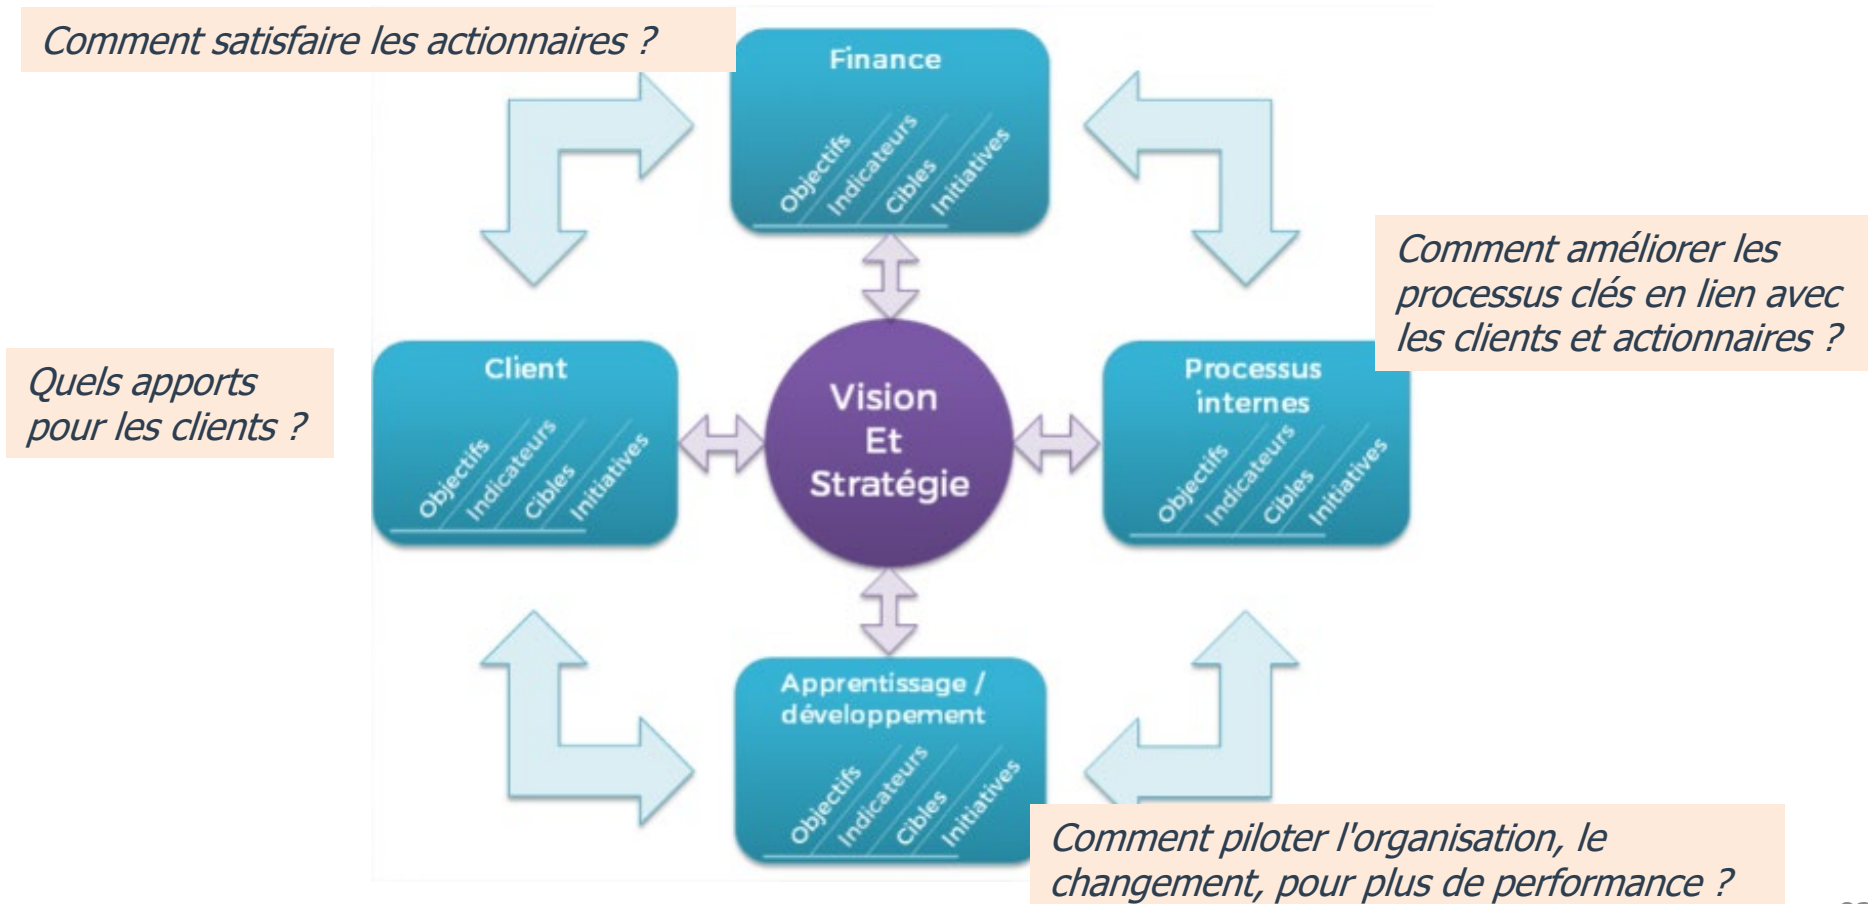 Comment satisfaire les actionnaires ?
Finance
Objectifs
Indicateurs
Cibles
Initiatives
Comment améliorer les
processus clés en lien avec
les clients et actionnaires ?
Quels apports
pour les clients ?
Client
Objectifs
Indicateurs
Cibles
Initiatives
Vision
Et
Stratégie
Processus
internes
Objectifs
Indicateurs
Cibles
Initiatives
Apprentissage /
développement
Objectifs
Indicateurs
Cibles
Initiatives
Comment piloter l'organisation, le
changement, pour plus de performance ?